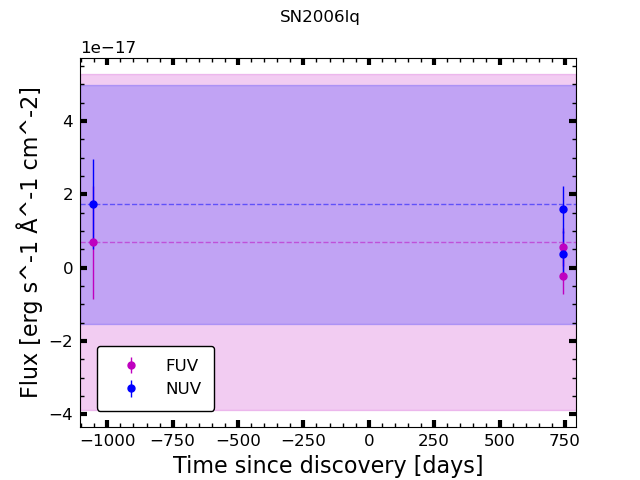 SN2006lq
1e−17
Flux [erg s^-1 Å^-1 cm^-2]
4
2
0
−2
−4
FUV
NUV
−1000 −750 −500 −250 0 250 500 750
Time since discovery [days]